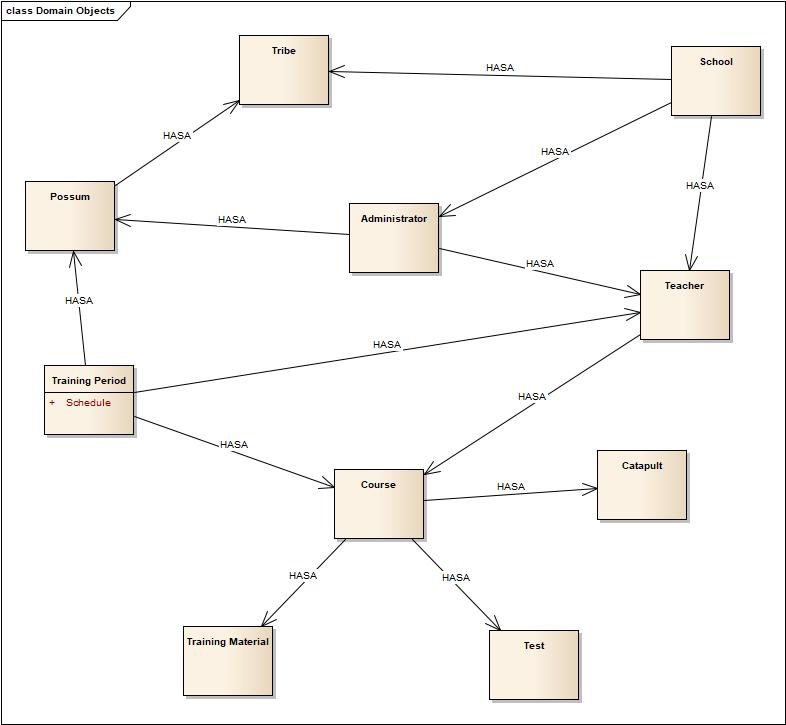 class Domain Objects
Tribe
School
HASA
HASA
HASA
HASA
Possum
Administrator
HASA
HASA
Teacher
HASA
HASA
Training Period
+ Schedule
HASA
HASA
Course
Catapult
HASA
HASA
HASA
Training Material
Test